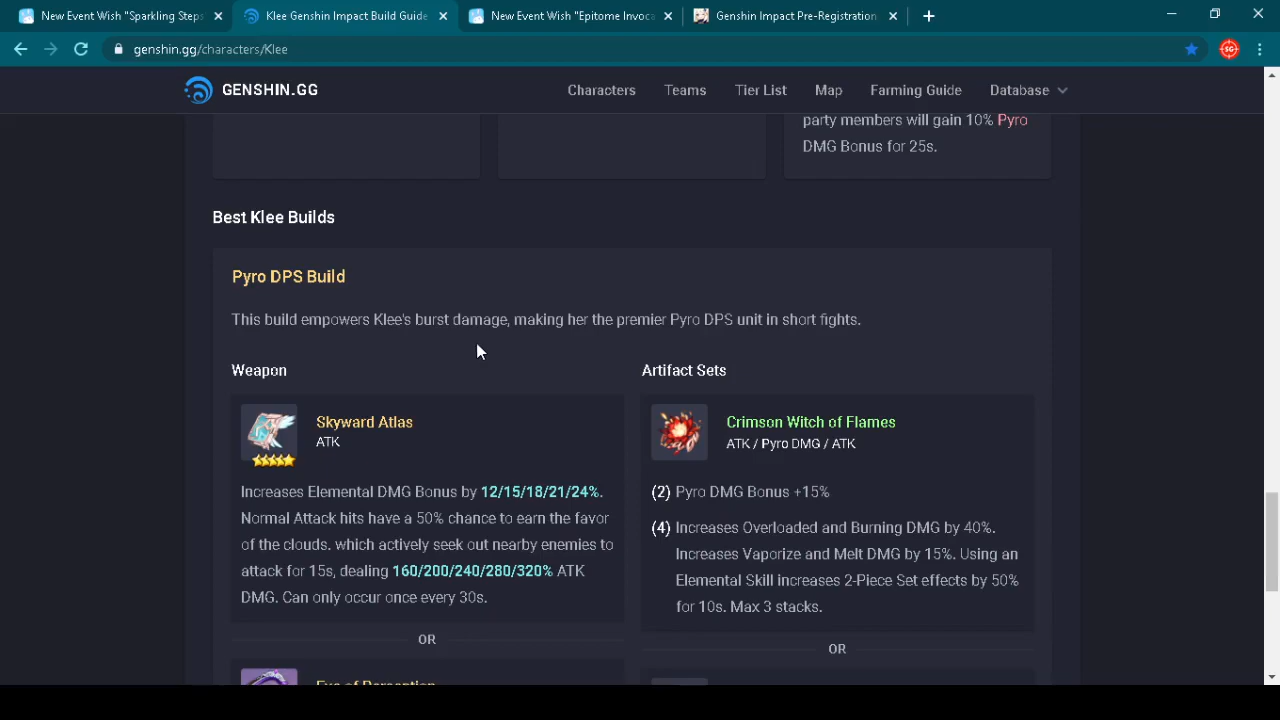 New Event Wish "Sparkling Steps
Klee Genshin Impact Build Guide
New Event Wish "Epitome Invoca
Genshin Impact Pre-Registration
genshin.gg/characters/Klee
GENSHIN.GG
Characters
Teams
Tier List
Map
Farming Guide
Database
party members will gain 10% Pyro
DMG Bonus for 25s.
Best Klee Builds
Pyro DPS Build
This build empowers Klee's burst damage, making her the premier Pyro DPS unit in short fights.
Weapon
Skyward Atlas
ATK
Increases Elemental DMG Bonus by 12/15/18/21/24%.
Normal Attack hits have a 50% chance to earn the favor
of the clouds. which actively seek out nearby enemies to
attack for 15s, dealing 160/200/240/280/320% ATK
DMG. Can only occur once every 30s.
OR
Eye of Perception
Artifact Sets
Crimson Witch of Flames
ATK / Pyro DMG / ATK
(2) Pyro DMG Bonus +15%
(4) Increases Overloaded and Burning DMG by 40%.
Increases Vaporize and Melt DMG by 15%. Using an
Elemental Skill increases 2-Piece Set effects by 50%
for 10s. Max 3 stacks.
OR